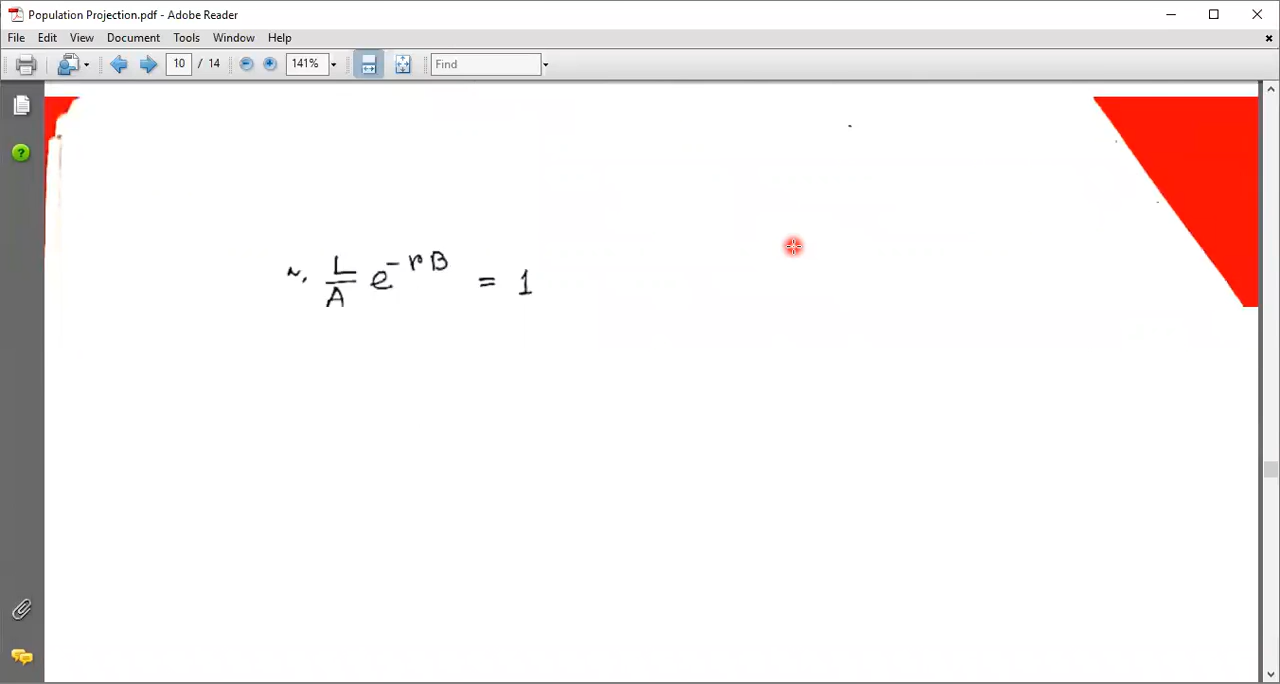 Population Projection.pdf - Adobe Reader
File Edit View Document Tools Window Help
10 / 14 141% Find
~. L/A e^{-rB} = 1